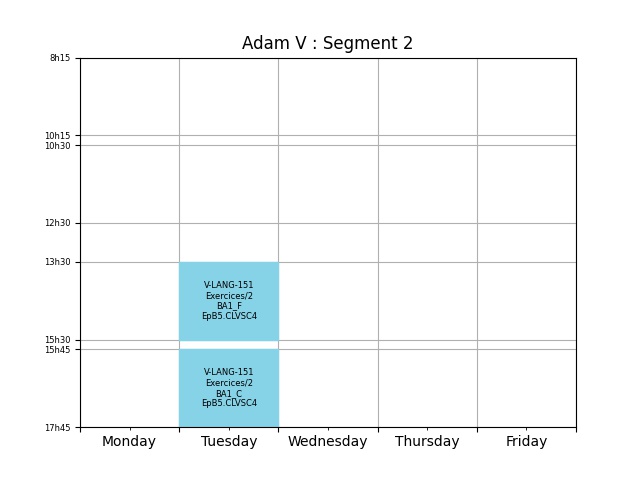 Adam V : Segment 2
8h15
10h15
10h30
12h30
13h30
15h30
15h45
17h45
V-LANG-151
Exercices/2
BA1_F
EpB5.CLVSC4
V-LANG-151
Exercices/2
BA1_C
EpB5.CLVSC4
Monday Tuesday Wednesday Thursday Friday